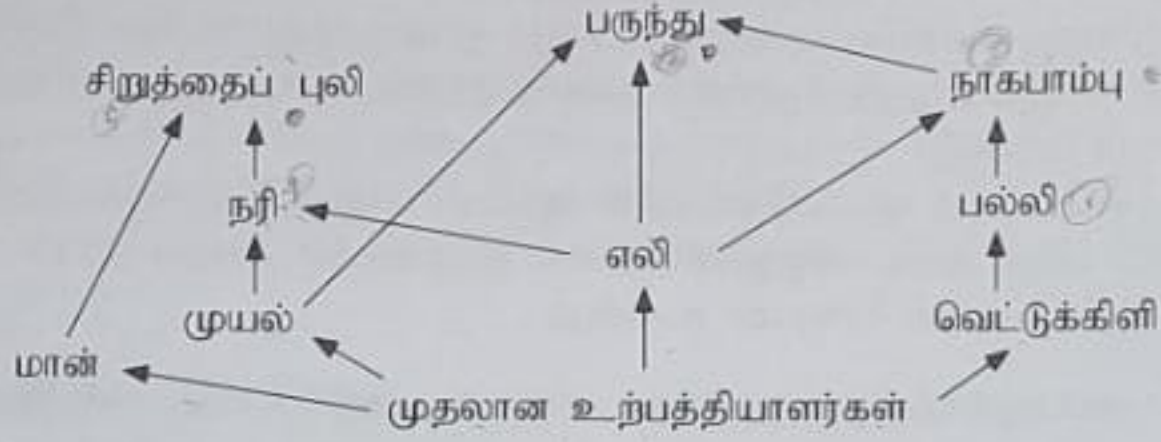 பருந்து
சிறுத்தைப் புலி
நாகபாம்பு
நரி
பல்லி
எலி
முயல்
வெட்டுக்கிளி
மான்
முதலான உற்பத்தியாளர்கள்